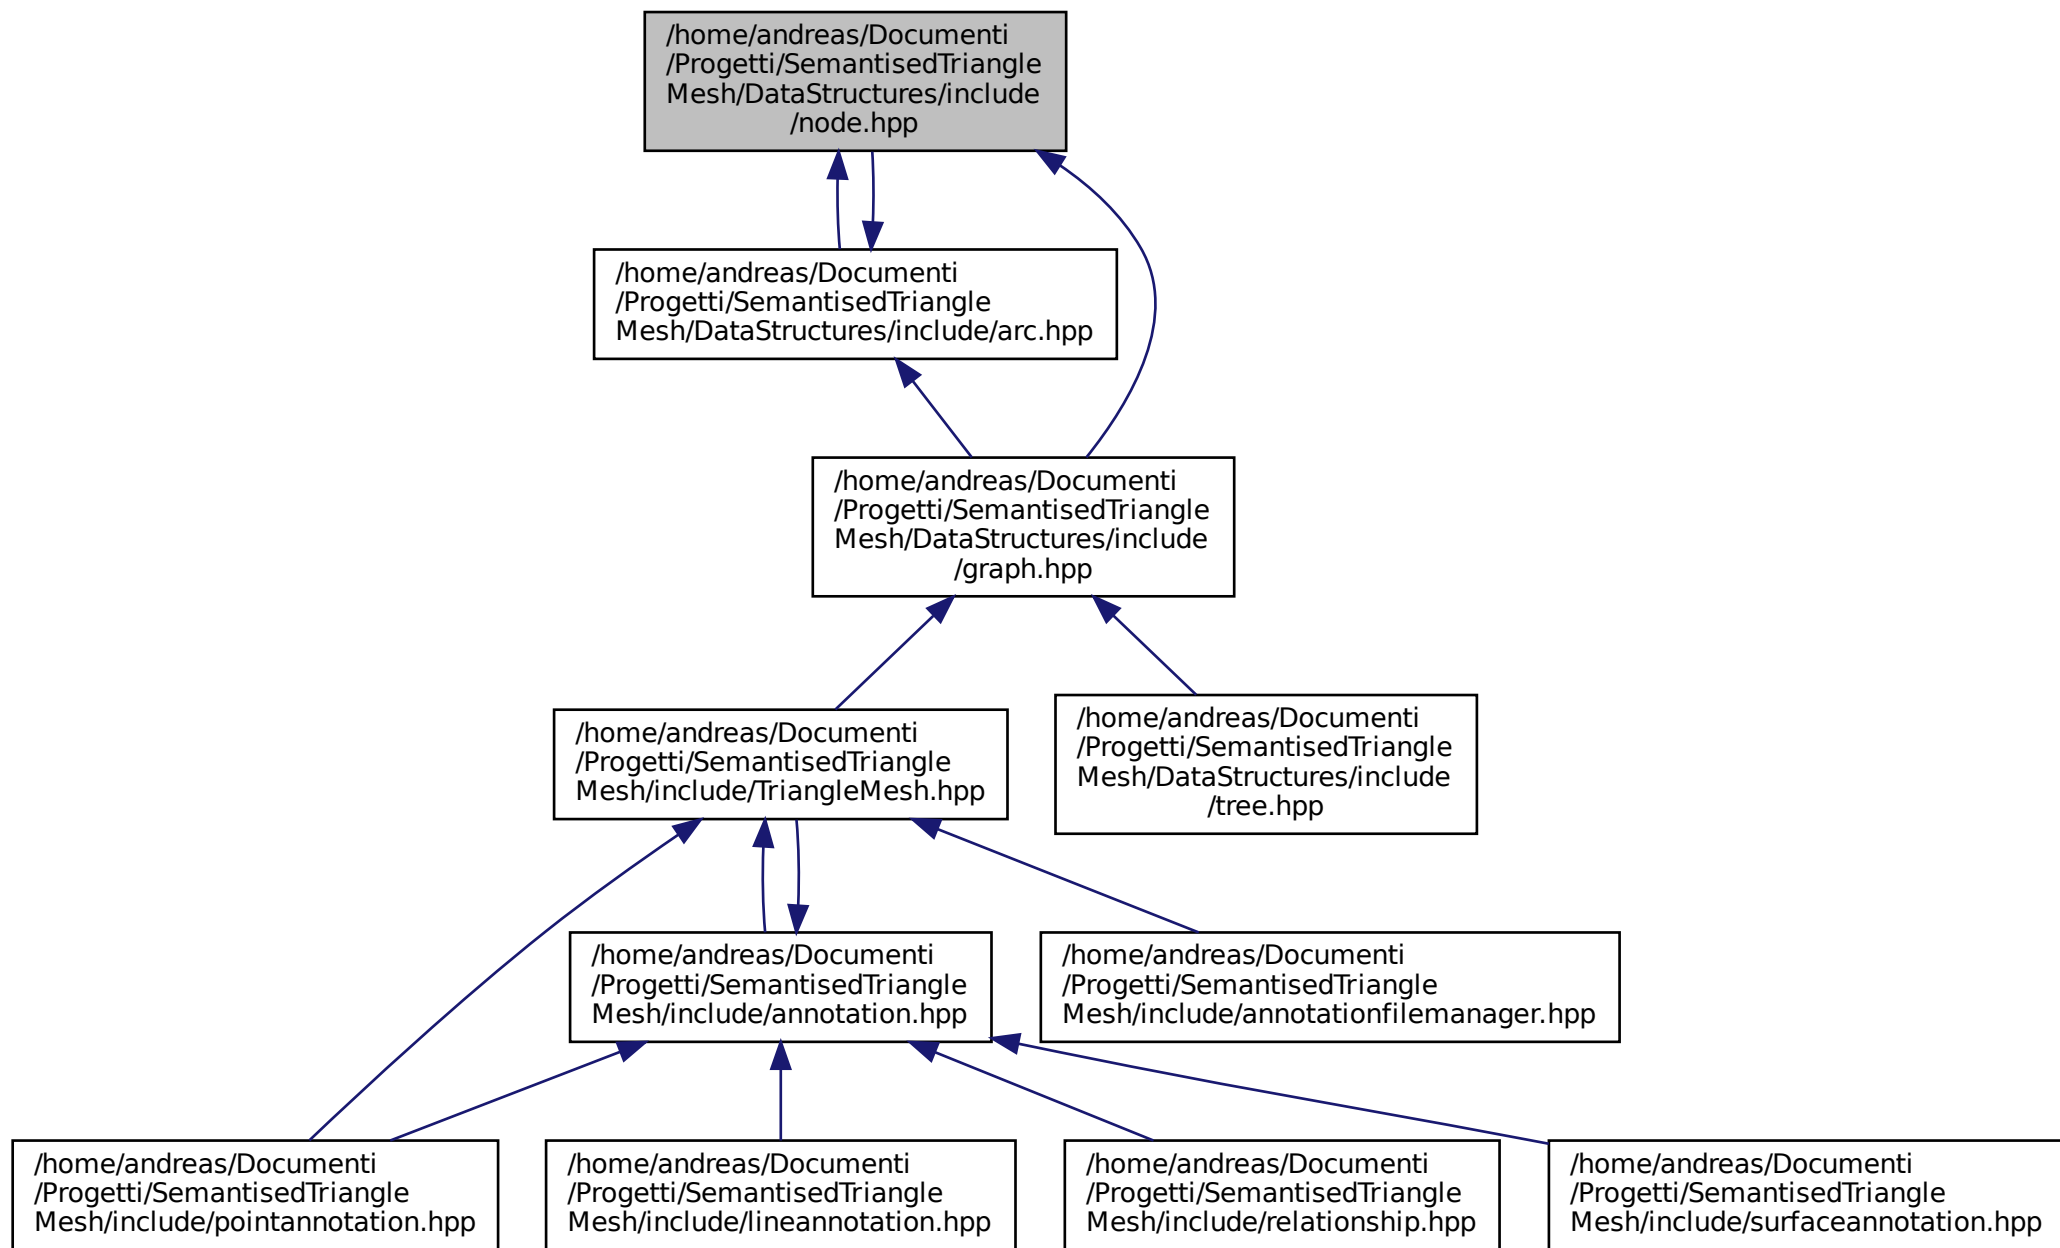 /home/andreas/Documenti
/Progetti/SemantisedTriangle
Mesh/DataStructures/include
/node.hpp
/home/andreas/Documenti
/Progetti/SemantisedTriangle
Mesh/DataStructures/include/arc.hpp
/home/andreas/Documenti
/Progetti/SemantisedTriangle
Mesh/DataStructures/include
/graph.hpp
/home/andreas/Documenti
/Progetti/SemantisedTriangle
Mesh/include/TriangleMesh.hpp
/home/andreas/Documenti
/Progetti/SemantisedTriangle
Mesh/DataStructures/include
/tree.hpp
/home/andreas/Documenti
/Progetti/SemantisedTriangle
Mesh/include/annotation.hpp
/home/andreas/Documenti
/Progetti/SemantisedTriangle
Mesh/include/annotationfilemanager.hpp
/home/andreas/Documenti
/Progetti/SemantisedTriangle
Mesh/include/pointannotation.hpp
/home/andreas/Documenti
/Progetti/SemantisedTriangle
Mesh/include/lineannotation.hpp
/home/andreas/Documenti
/Progetti/SemantisedTriangle
Mesh/include/relationship.hpp
/home/andreas/Documenti
/Progetti/SemantisedTriangle
Mesh/include/surfaceannotation.hpp